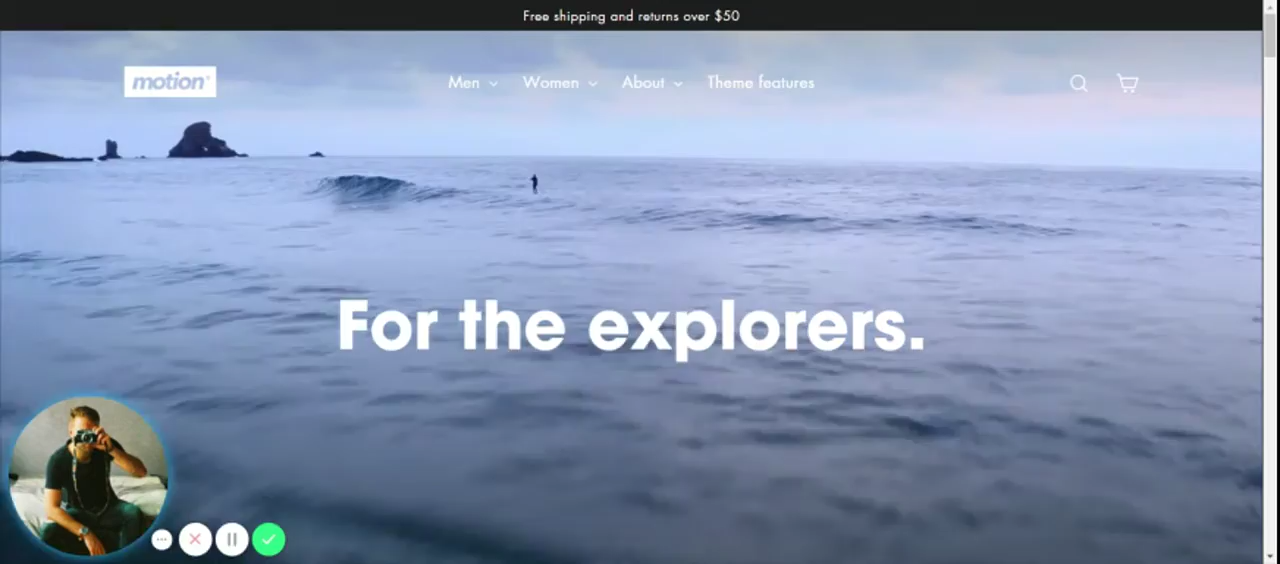 Free shipping and returns over $50
motion
Men
Women
About
Theme features
For the explorers.